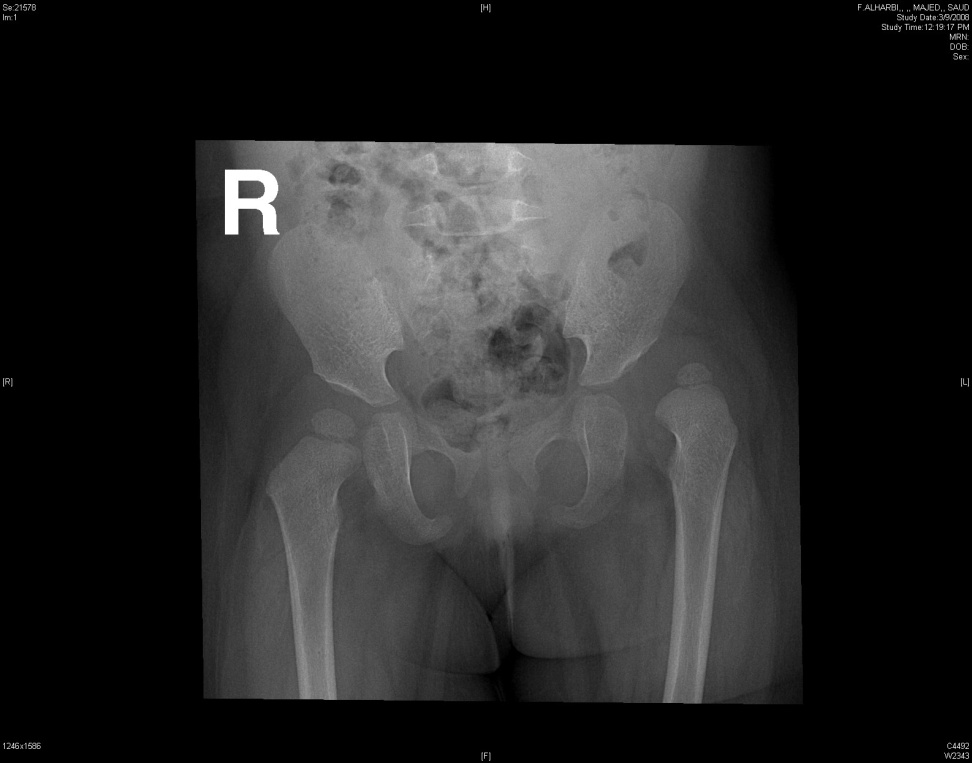 Se:21578
Im:1
[H]
F.ALHARBI,, ,, MAJED,, SAUD
Study Date:3/9/2008
Study Time:12:19:17 PM
MRN:
DOB:
Sex:
R
[R]
[L]
1246x1586
[F]
C4492
W2343